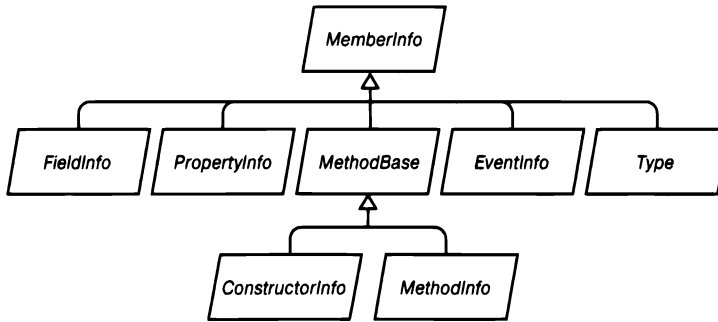 MemberInfo
FieldInfo PropertyInfo MethodBase EventInfo Type
ConstructorInfo MethodInfo